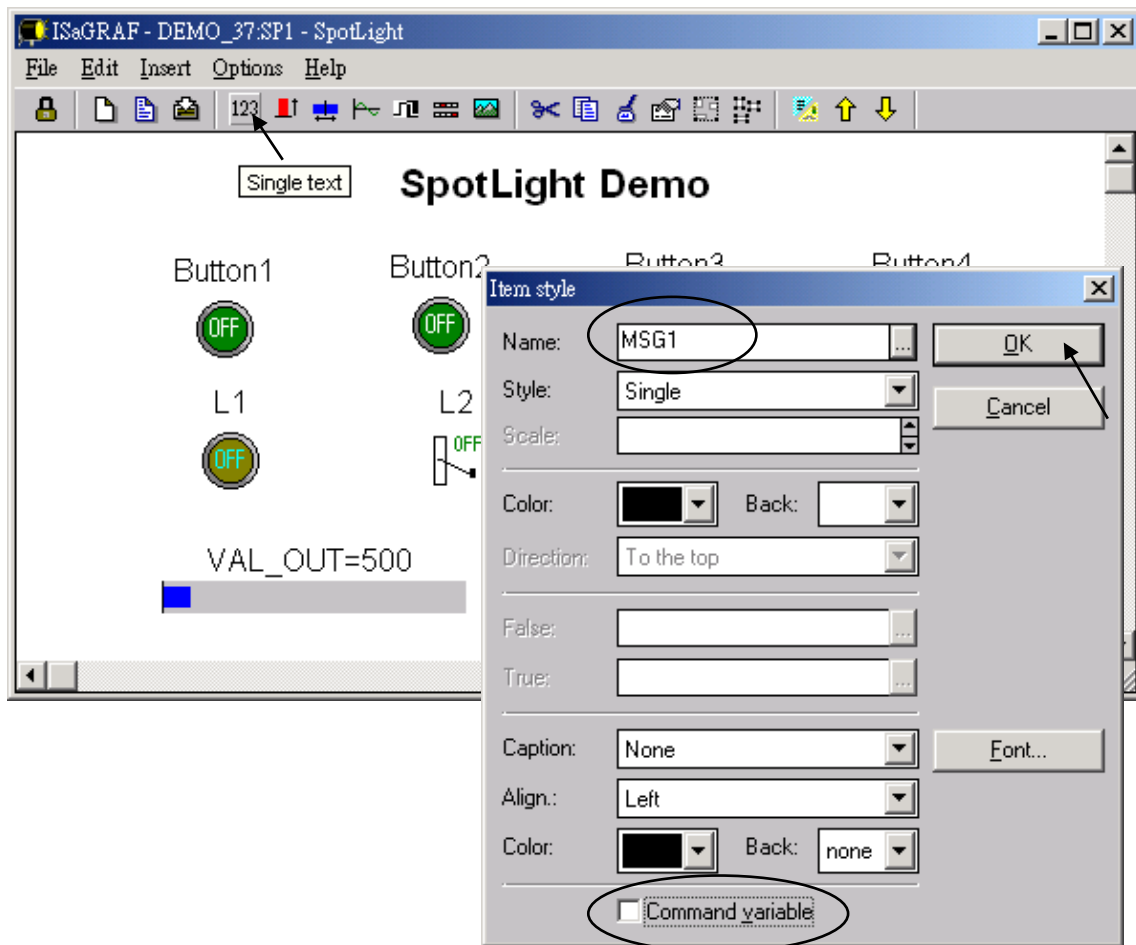 ISaGRAF - DEMO_37:SP1 - SpotLight
File Edit Insert Options Help
123
Single text
SpotLight Demo
Button1 Button2 Button3 Button4
OFF OFF
L1 L2
OFF OFF
VAL_OUT=500
Item style
Name: MSG1 ... OK
Style: Single Cancel
Scale:
Color: Back:
Direction: To the top
False: ...
True: ...
Caption: None Font...
Align.: Left
Color: Back: none
Command variable